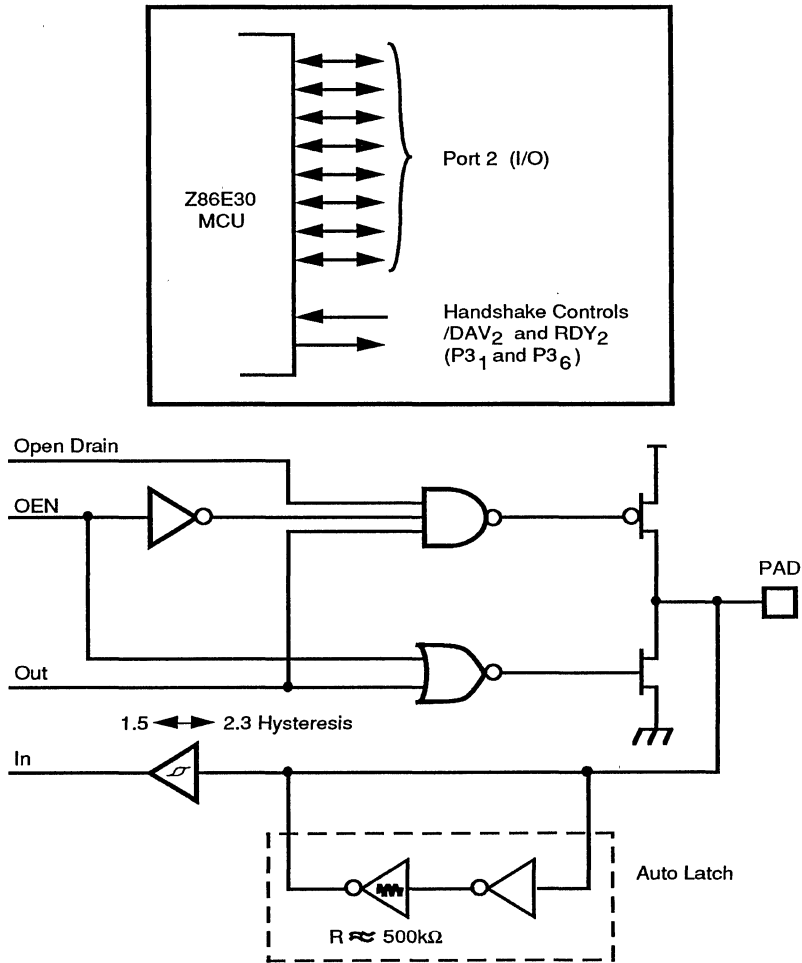 Z86E30
MCU
Port 2 (I/O)
Handshake Controls
/DAV2 and RDY2
(P31 and P36)
Open Drain
OEN
PAD
Out
1.5 2.3 Hysteresis
In
Auto Latch
R ≈ 500kΩ